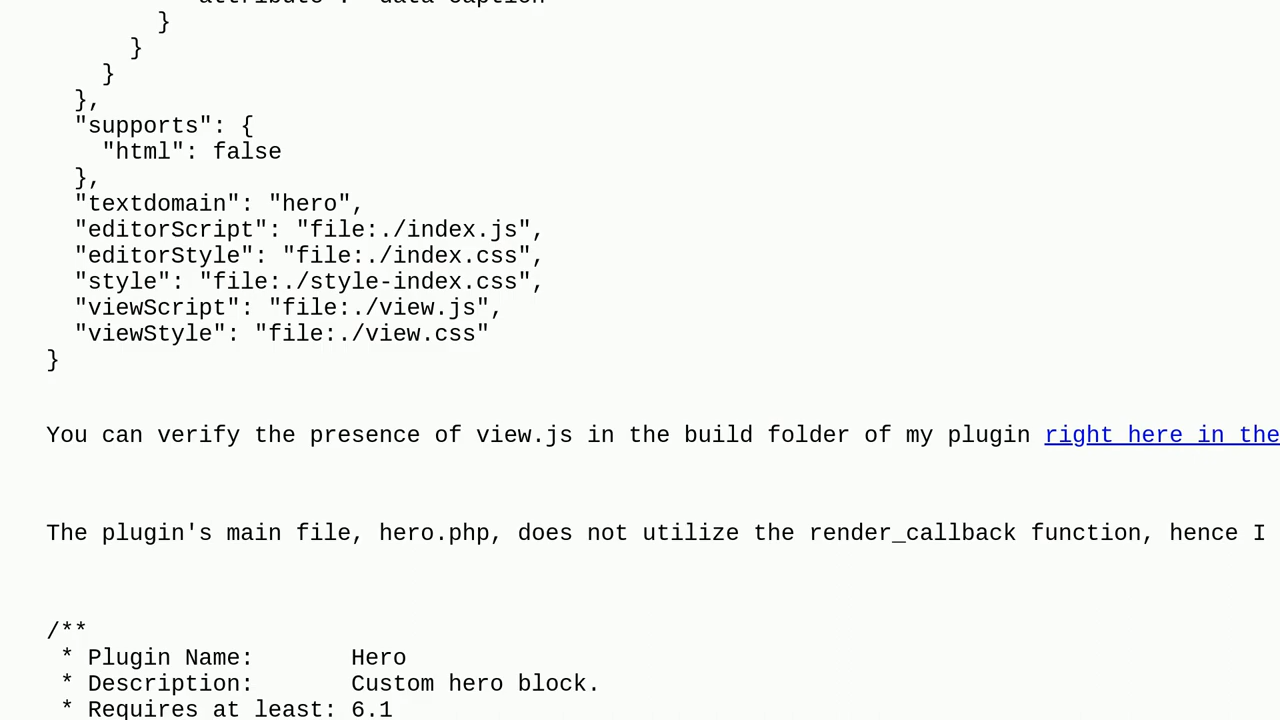 }
}
}
},
"supports": {
"html": false
},
"textdomain": "hero",
"editorScript": "file:./index.js",
"editorStyle": "file:./index.css",
"style": "file:./style-index.css",
"viewScript": "file:./view.js",
"viewStyle": "file:./view.css"
}
You can verify the presence of view.js in the build folder of my plugin right here in the
The plugin's main file, hero.php, does not utilize the render_callback function, hence I
/**
* Plugin Name: Hero
* Description: Custom hero block.
* Requires at least: 6.1